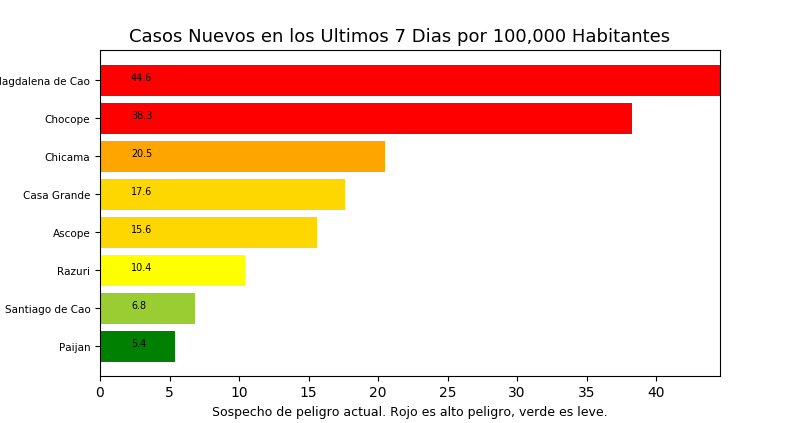 Casos Nuevos en los Ultimos 7 Dias por 100,000 Habitantes
agdalena de Cao 44.6
Chocope 38.3
Chicama 20.5
Casa Grande 17.6
Ascope 15.6
Razuri 10.4
Santiago de Cao 6.8
Paijan 5.4
0 5 10 15 20 25 30 35 40
Sospecho de peligro actual. Rojo es alto peligro, verde es leve.